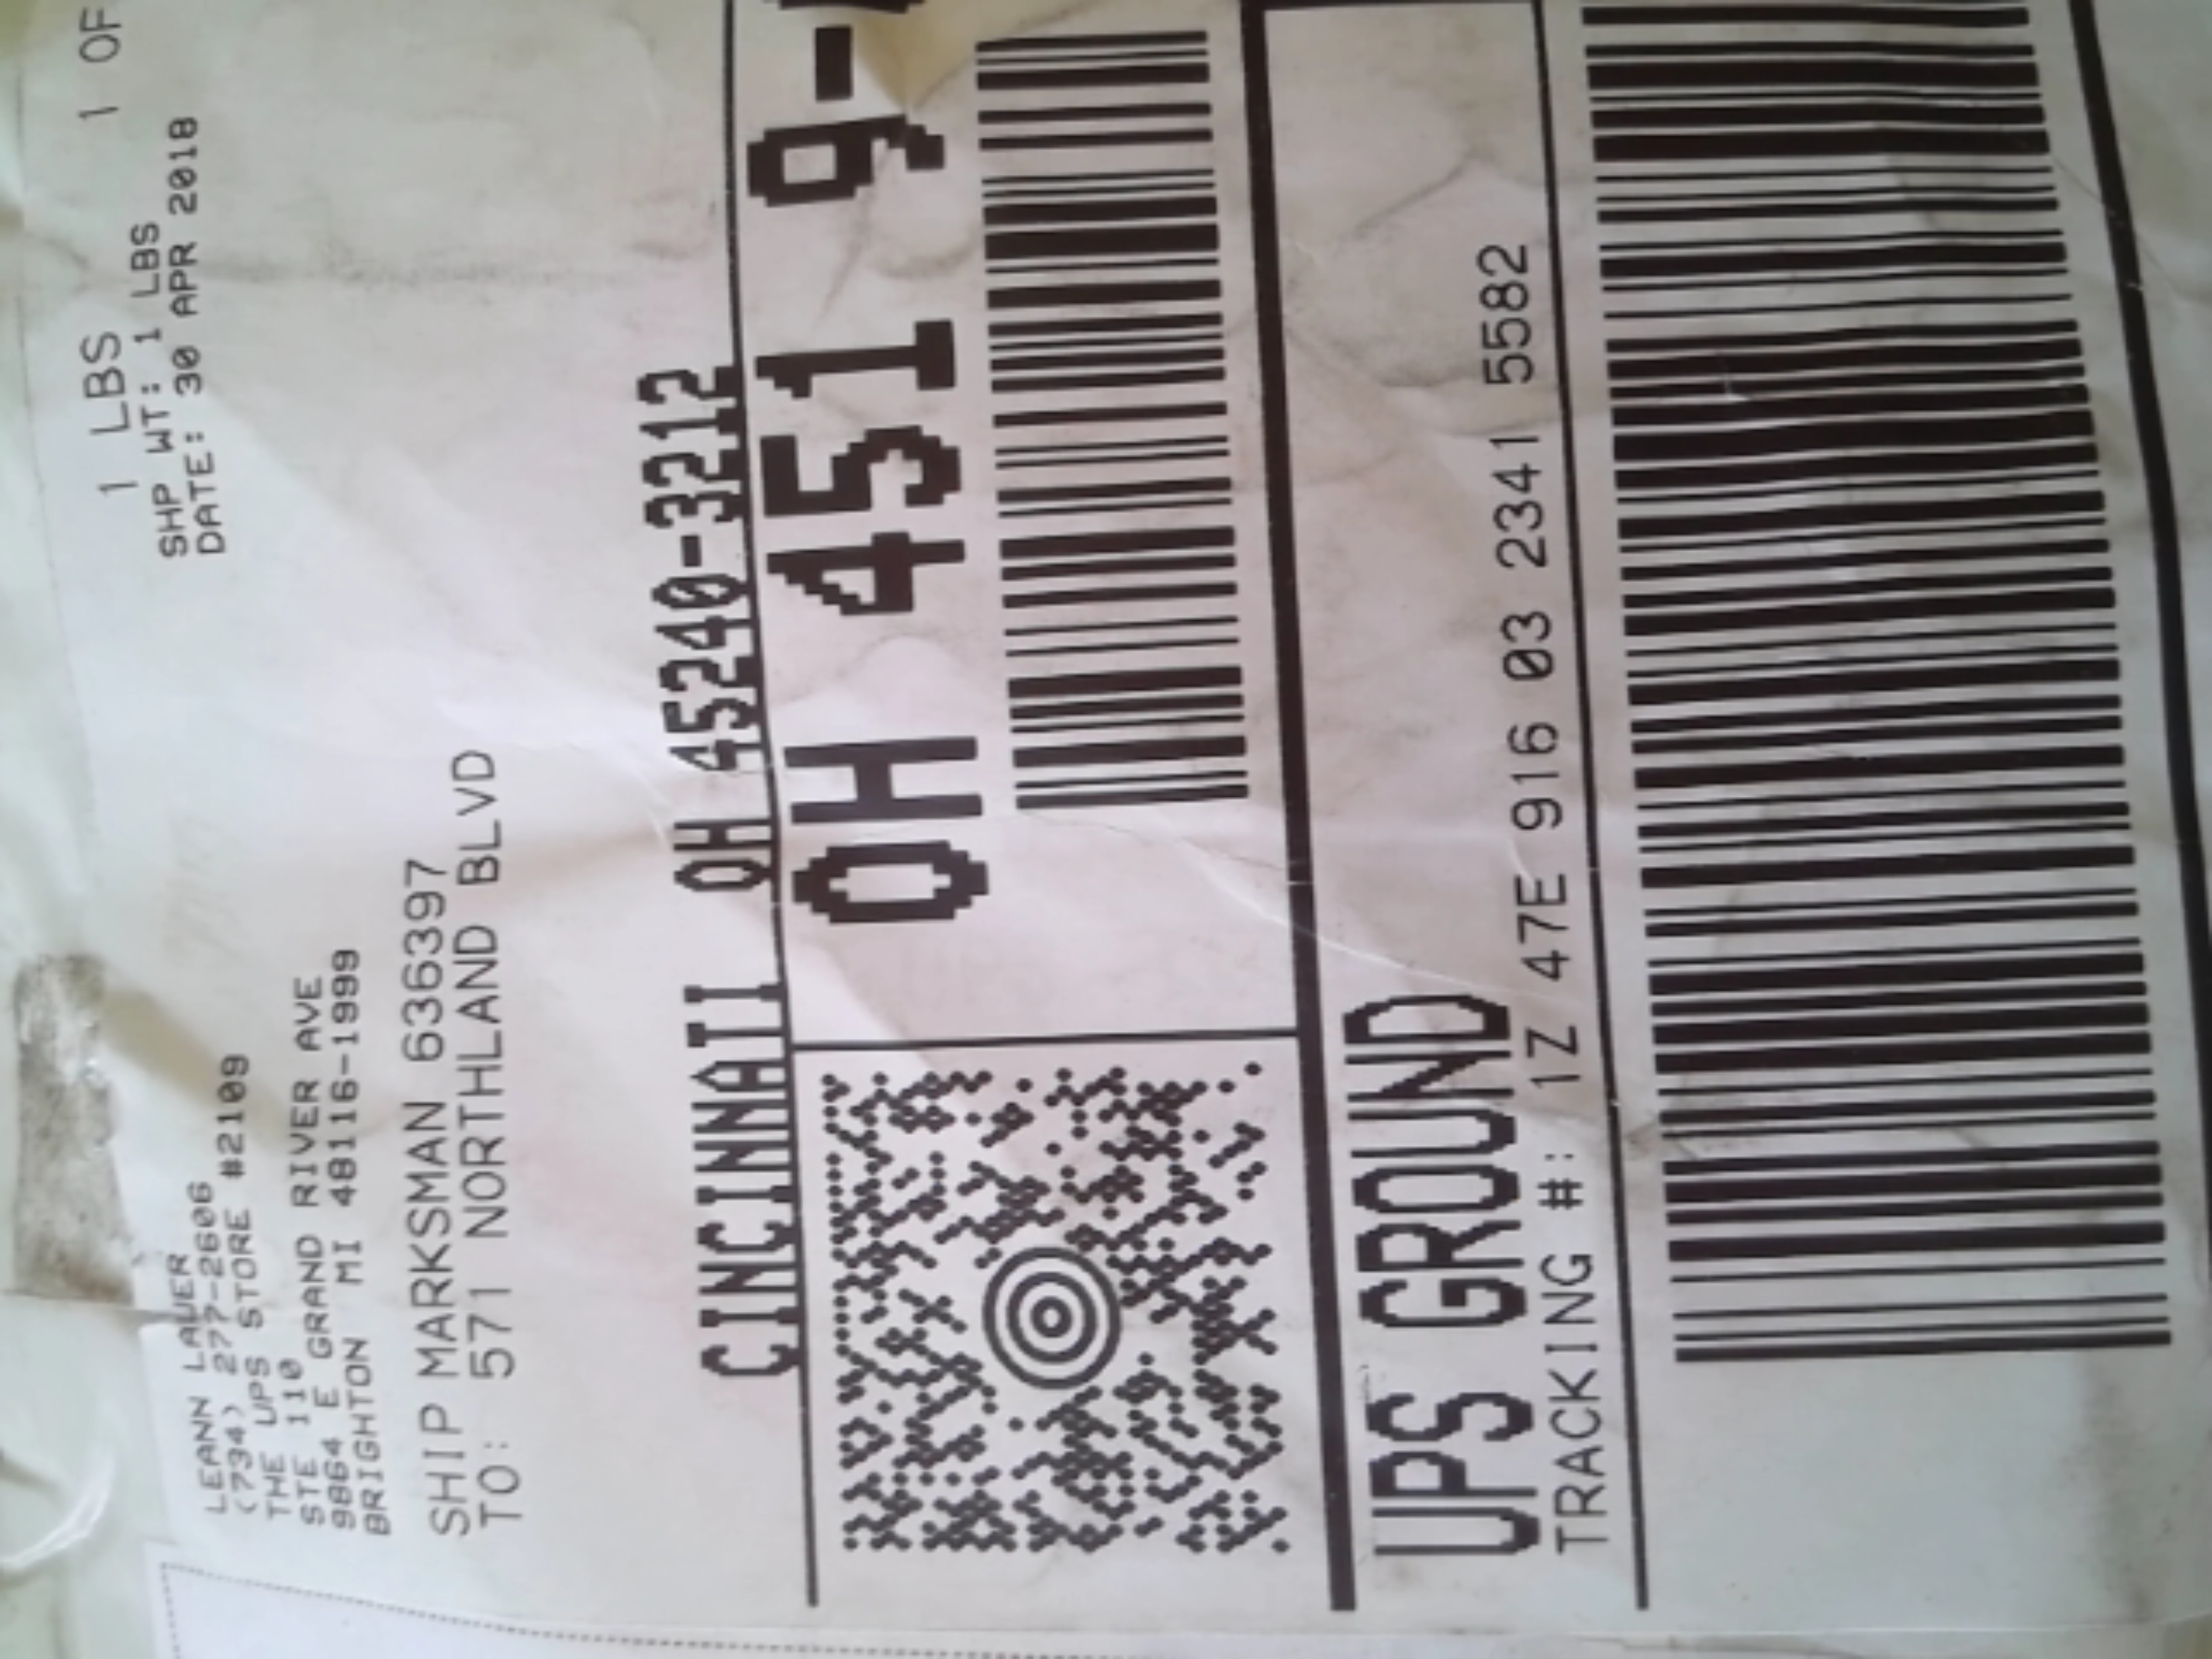 LEANN LAUER
(734) 277-2606
THE UPS STORE #2109
STE 110
9864 E GRAND RIVER AVE
BRIGHTON MI 48116-1999
1 LBS 1 OF
SHP WT: 1 LBS
DATE: 30 APR 2018
SHIP MARKSMAN 636397
TO: 571 NORTHLAND BLVD
CINCINNATI OH 45240-3212
OH 451 9-
UPS GROUND
TRACKING #: 1Z 47E 916 03 2341 5582